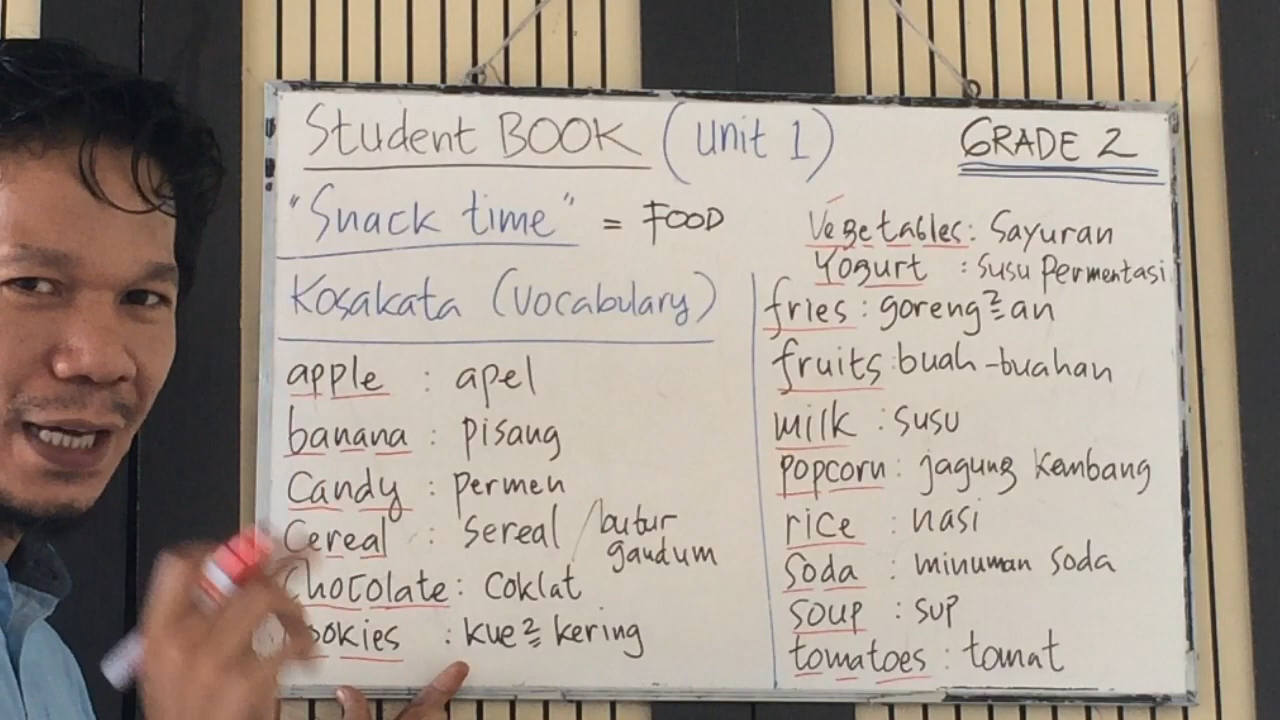 Student BOOK (Unit 1)
GRADE 2
"Snack time" = FOOD
Kosakata (Vocabulary)
apple : apel
banana : pisang
Candy : permen
Cereal : sereal / butur
gandum
Chocolate : Coklat
ookies : kue² kering
Vegetables : Sayuran
Yogurt : Susu Permentasi
fries : goreng²an
fruits : buah-buahan
milk : susu
popcorn : jagung Kembang
rice : nasi
soda : minuman soda
soup : sup
tomatoes : tomat